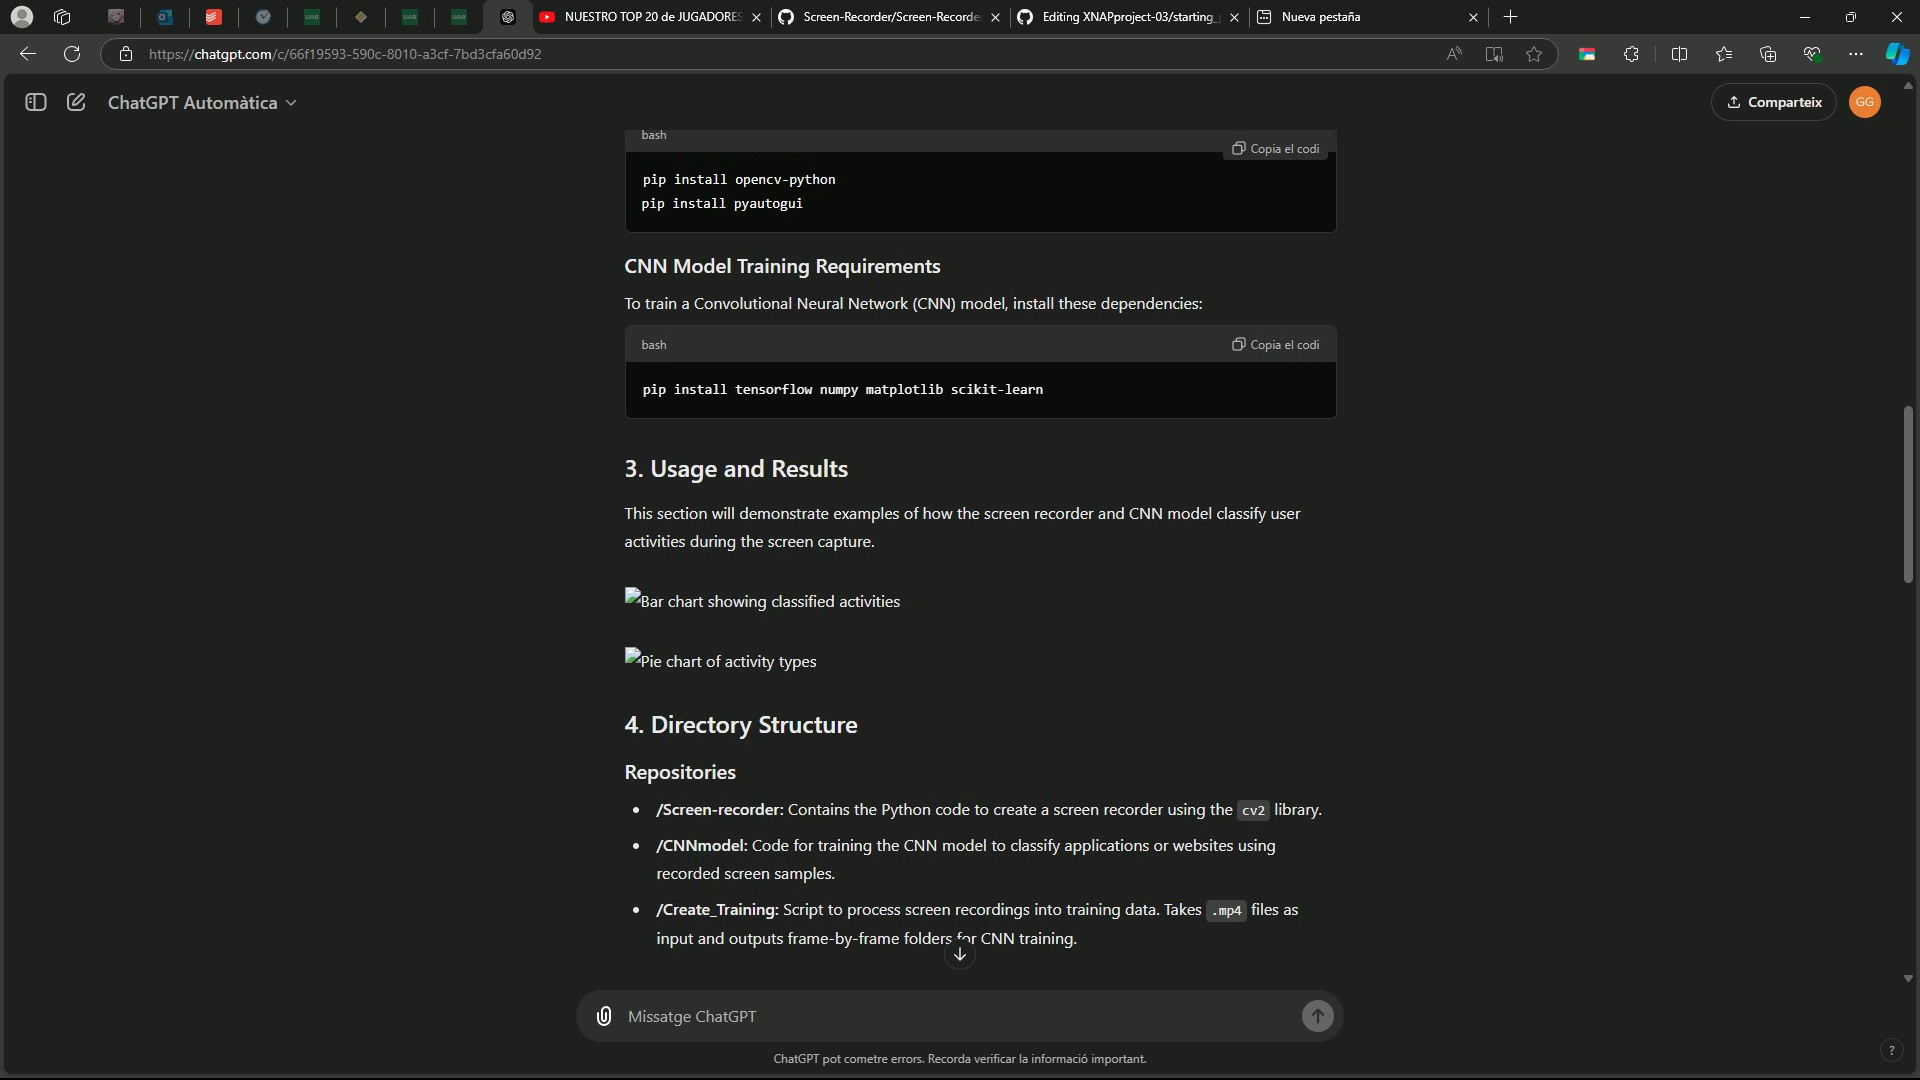 UAB
UAB
UAB
NUESTRO TOP 20 de JUGADORES
Screen-Recorder/Screen-Recorde
Editing XNAPproject-03/starting_
Nueva pestaña
https://chatgpt.com/c/66f19593-590c-8010-a3cf-7bd3cfa60d92
ChatGPT Automàtica
Comparteix
GG
bash
Copia el codi
pip install opencv-python
pip install pyautogui
CNN Model Training Requirements
To train a Convolutional Neural Network (CNN) model, install these dependencies:
bash
Copia el codi
pip install tensorflow numpy matplotlib scikit-learn
3. Usage and Results
This section will demonstrate examples of how the screen recorder and CNN model classify user
activities during the screen capture.
Bar chart showing classified activities
Pie chart of activity types
4. Directory Structure
Repositories
• /Screen-recorder: Contains the Python code to create a screen recorder using the cv2 library.
• /CNNmodel: Code for training the CNN model to classify applications or websites using
recorded screen samples.
• /Create_Training: Script to process screen recordings into training data. Takes .mp4 files as
input and outputs frame-by-frame folders for CNN training.
Missatge ChatGPT
ChatGPT pot cometre errors. Recorda verificar la informació important.
?